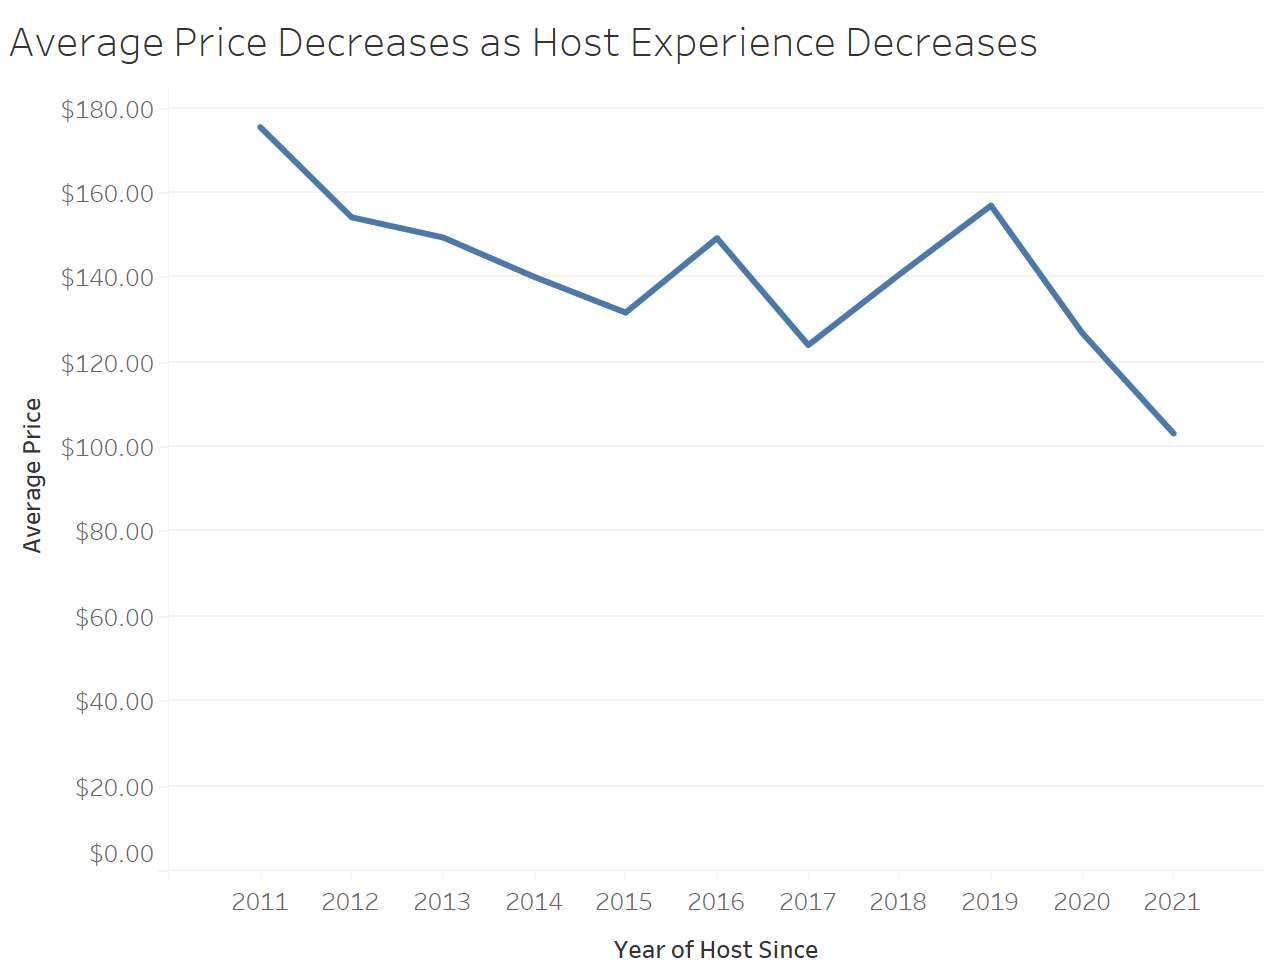 Average Price Decreases as Host Experience Decreases
$180.00
$160.00
$140.00
$120.00
$100.00
$80.00
$60.00
$40.00
$20.00
$0.00
Average Price
2011 2012 2013 2014 2015 2016 2017 2018 2019 2020 2021
Year of Host Since